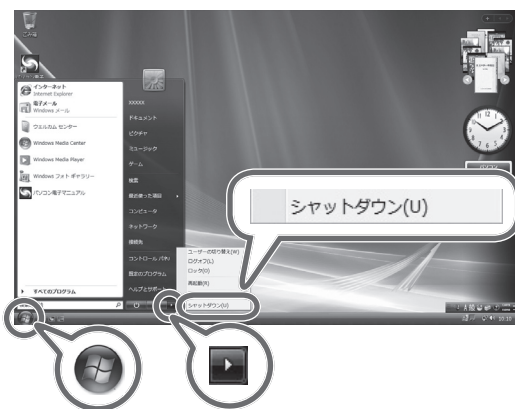 ごみ箱
インターネット
Internet Explorer
電子メール
Windows メール
ウェルカム センター
Windows Media Center
Windows Media Player
Windows フォト ギャラリー
パソコン電子マニュアル
すべてのプログラム
XXXXX
ドキュメント
ピクチャ
ミュージック
ゲーム
検索
最近使った項目
コンピュータ
ネットワーク
接続先
コントロール パネル
既定のプログラム
ヘルプとサポート
ユーザーの切り替え(W)
ログオフ(L)
ロック(O)
再起動(R)
シャットダウン(U)
シャットダウン(U)
10:10